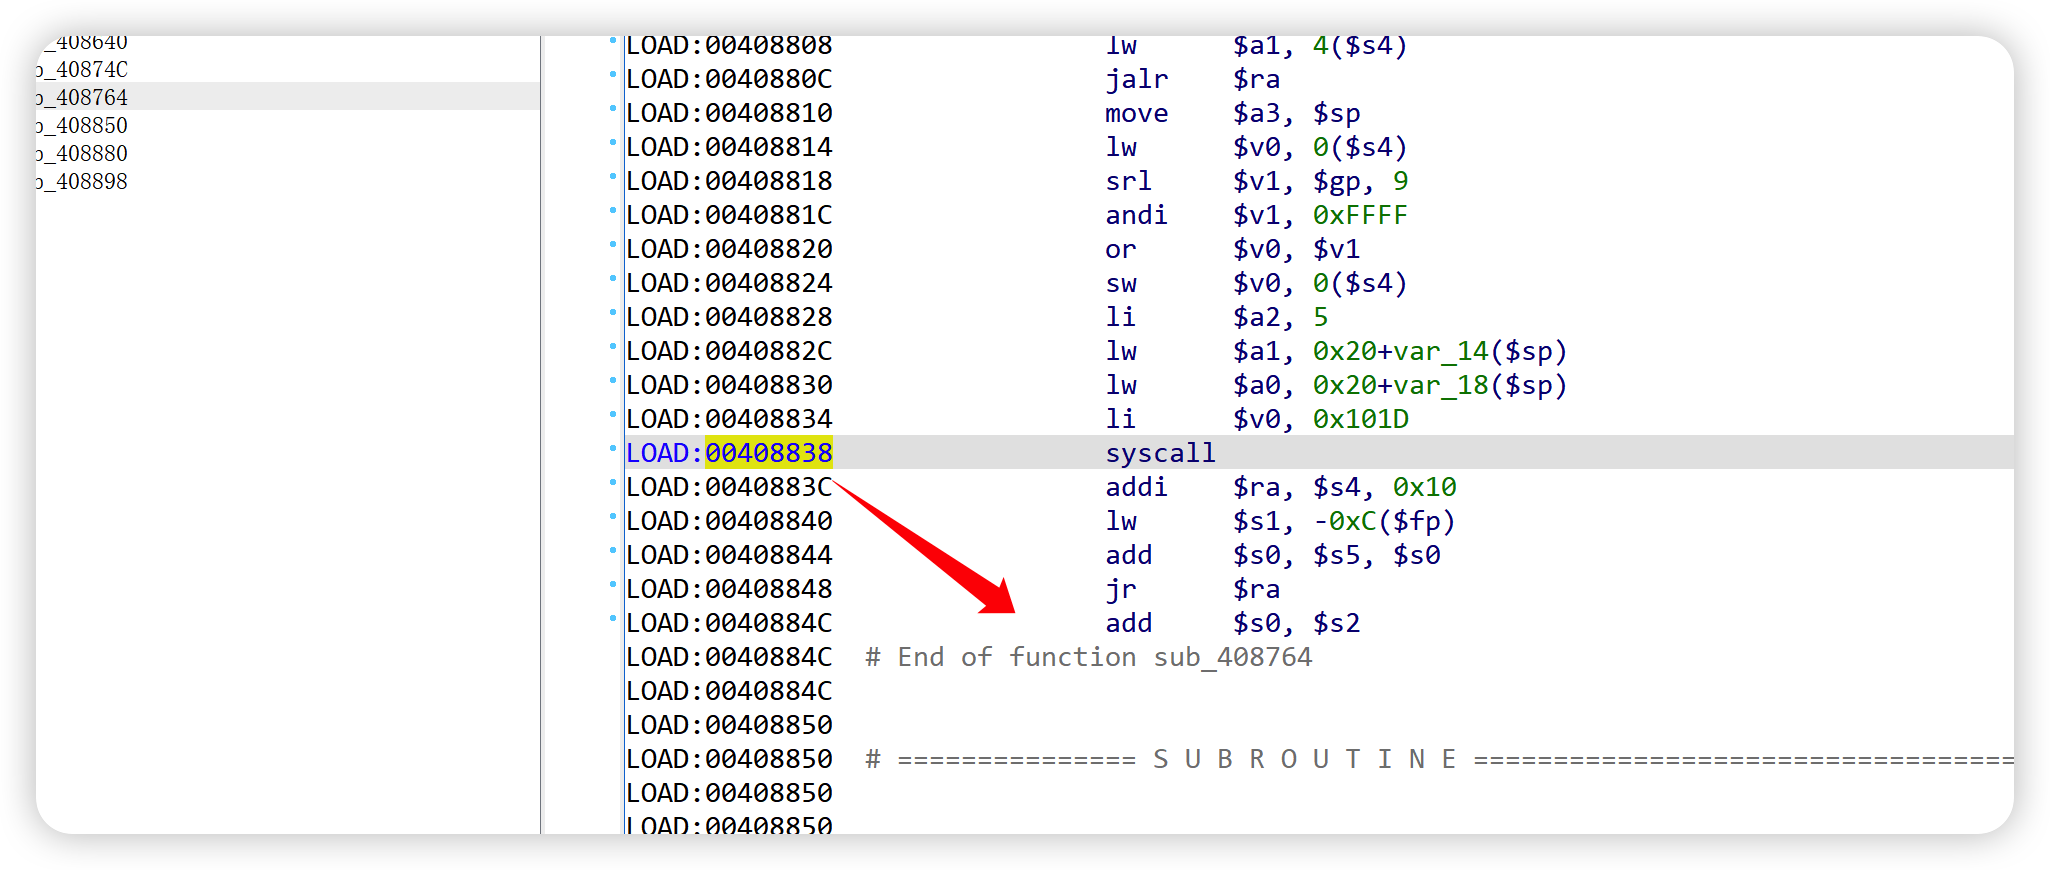 _408640
_40874C
_408764
_408850
_408880
_408898
LOAD:00408808 lw $a1, 4($s4)
LOAD:0040880C jalr $ra
LOAD:00408810 move $a3, $sp
LOAD:00408814 lw $v0, 0($s4)
LOAD:00408818 srl $v1, $gp, 9
LOAD:0040881C andi $v1, 0xFFFF
LOAD:00408820 or $v0, $v1
LOAD:00408824 sw $v0, 0($s4)
LOAD:00408828 li $a2, 5
LOAD:0040882C lw $a1, 0x20+var_14($sp)
LOAD:00408830 lw $a0, 0x20+var_18($sp)
LOAD:00408834 li $v0, 0x101D
LOAD:00408838 syscall
LOAD:0040883C addi $ra, $s4, 0x10
LOAD:00408840 lw $s1, -0xC($fp)
LOAD:00408844 add $s0, $s5, $s0
LOAD:00408848 jr $ra
LOAD:0040884C add $s0, $s2
LOAD:0040884C # End of function sub_408764
LOAD:0040884C
LOAD:00408850
LOAD:00408850 # =============== S U B R O U T I N E ==================================
LOAD:00408850
LOAD:00408850